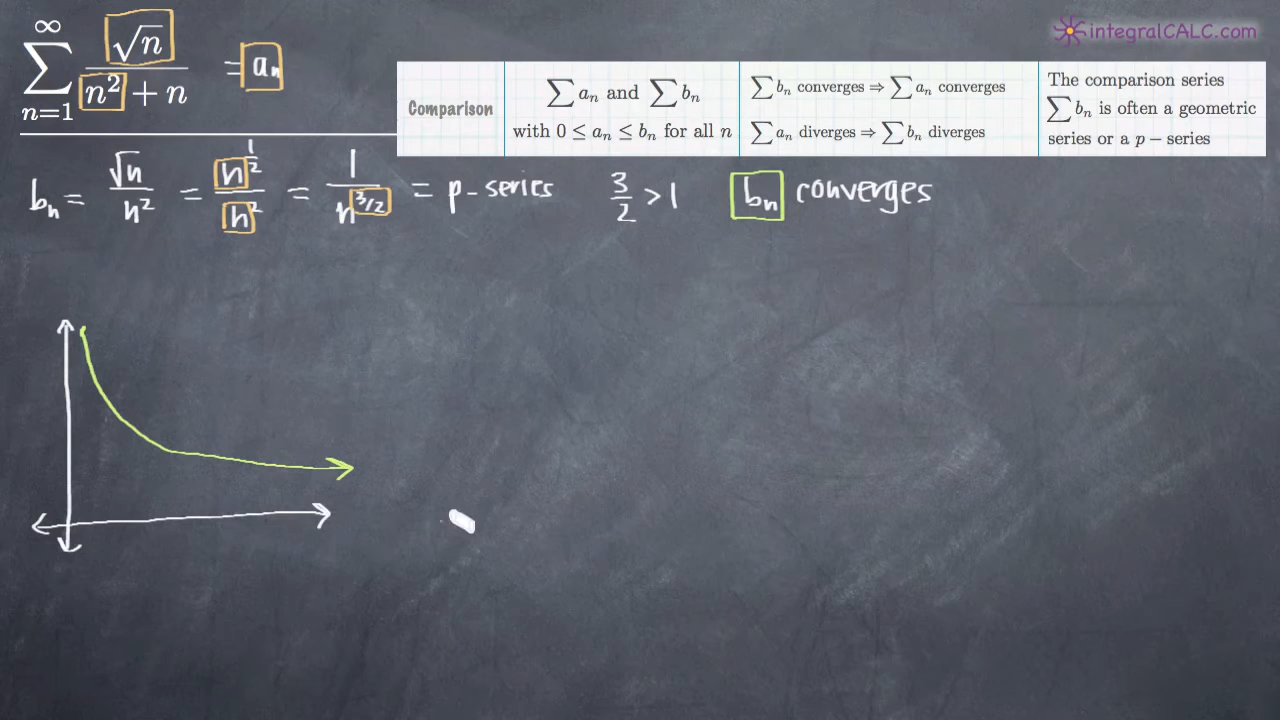 integralCALC.com
∞
∑ √n / (n² + n) = aₙ
n=1
Comparison
∑ aₙ and ∑ bₙ
with 0 ≤ aₙ ≤ bₙ for all n
∑ bₙ converges ⇒ ∑ aₙ converges
∑ aₙ diverges ⇒ ∑ bₙ diverges
The comparison series
∑ bₙ is often a geometric
series or a p − series
bₙ = √n / n² = n^(1/2) / n² = 1 / n^(3/2) = p-series 3/2 > 1 bₙ converges